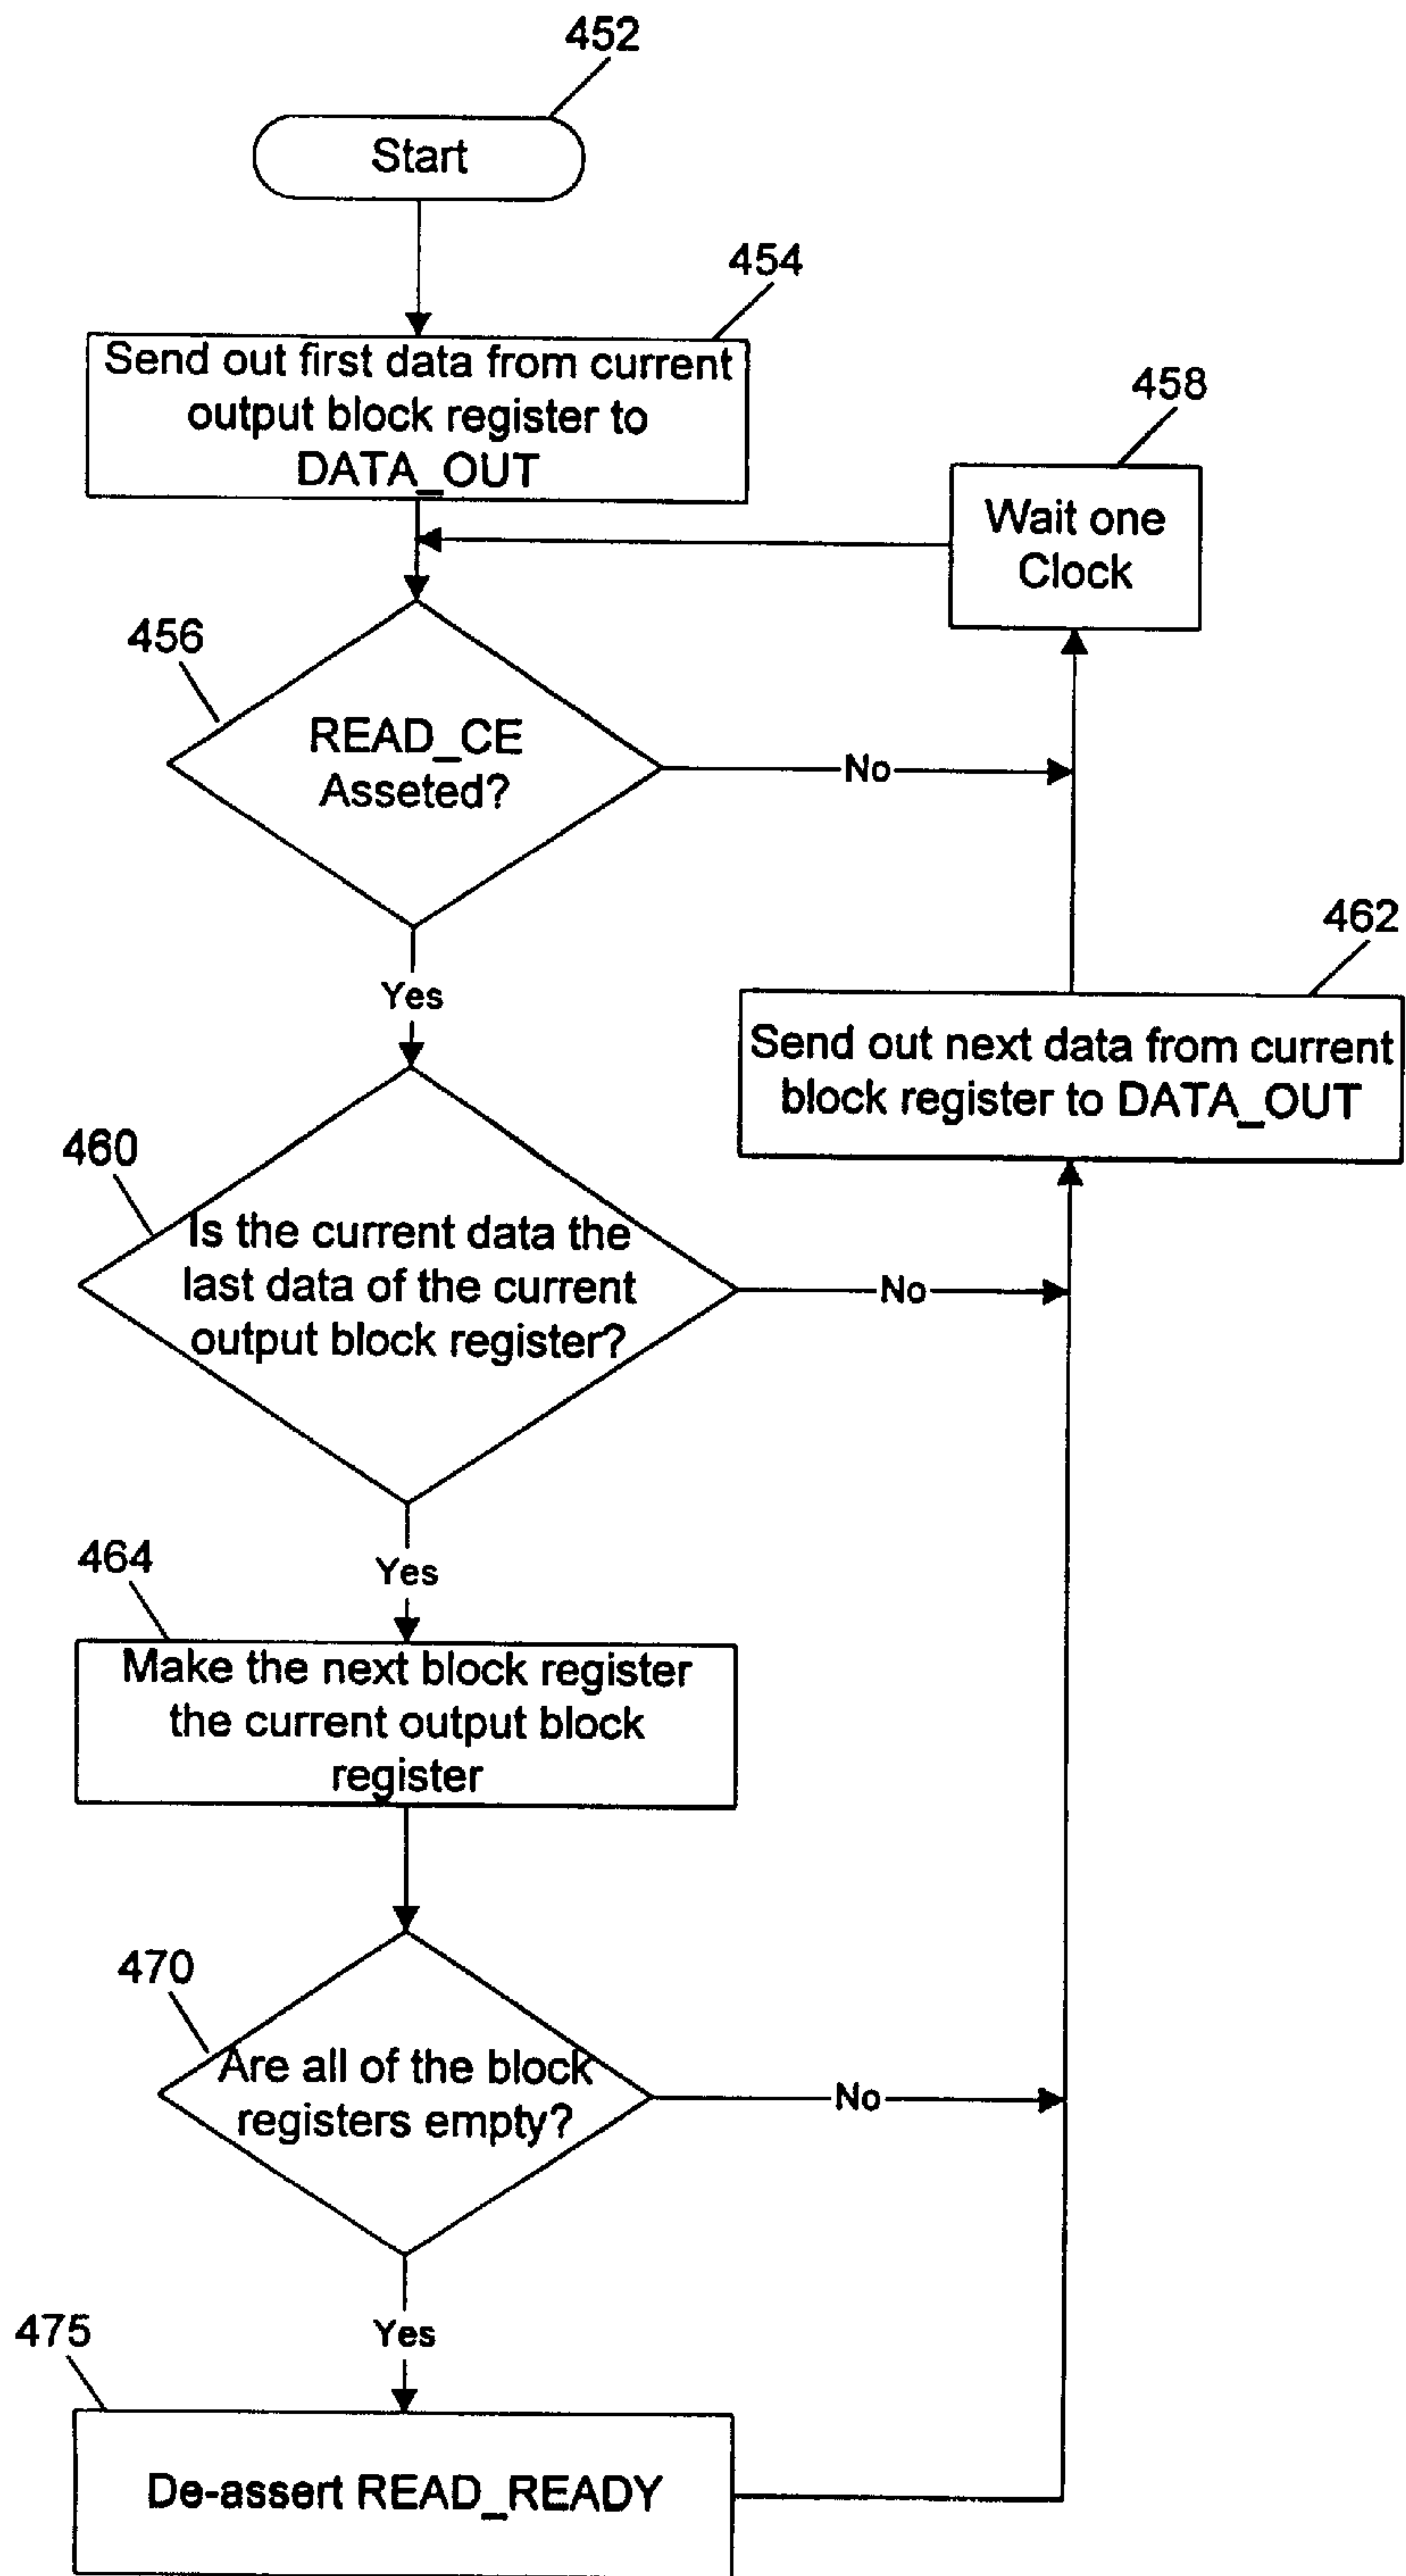 452
Start
454
Send out first data from current
output block register to
DATA_OUT
458
Wait one
Clock
456
READ_CE
Asseted?
No
Yes
462
Send out next data from current
block register to DATA_OUT
460
Is the current data the
last data of the current
output block register?
No
Yes
464
Make the next block register
the current output block
register
470
Are all of the block
registers empty?
No
Yes
475
De-assert READ_READY